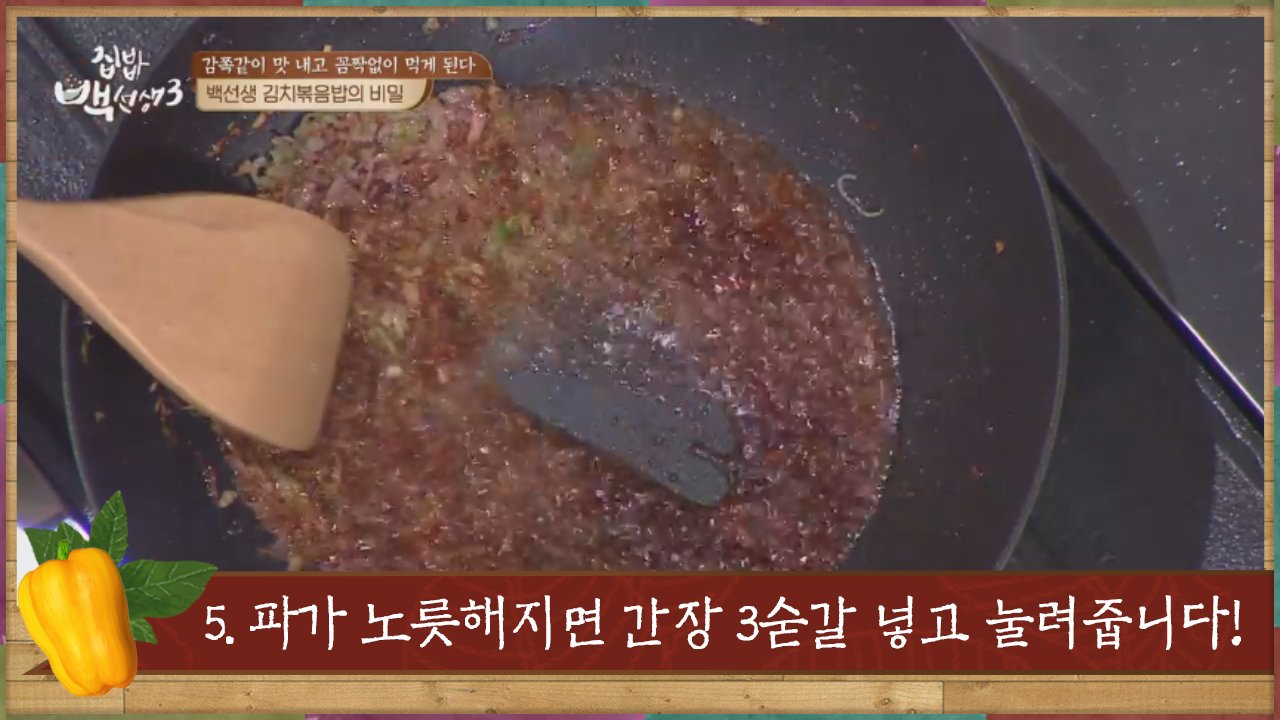 집밥
백선생3
감쪽같이 맛 내고 꼼짝없이 먹게 된다
백선생 김치볶음밥의 비밀
5. 파가 노릇해지면 간장 3숟갈 넣고 눌려줍니다!